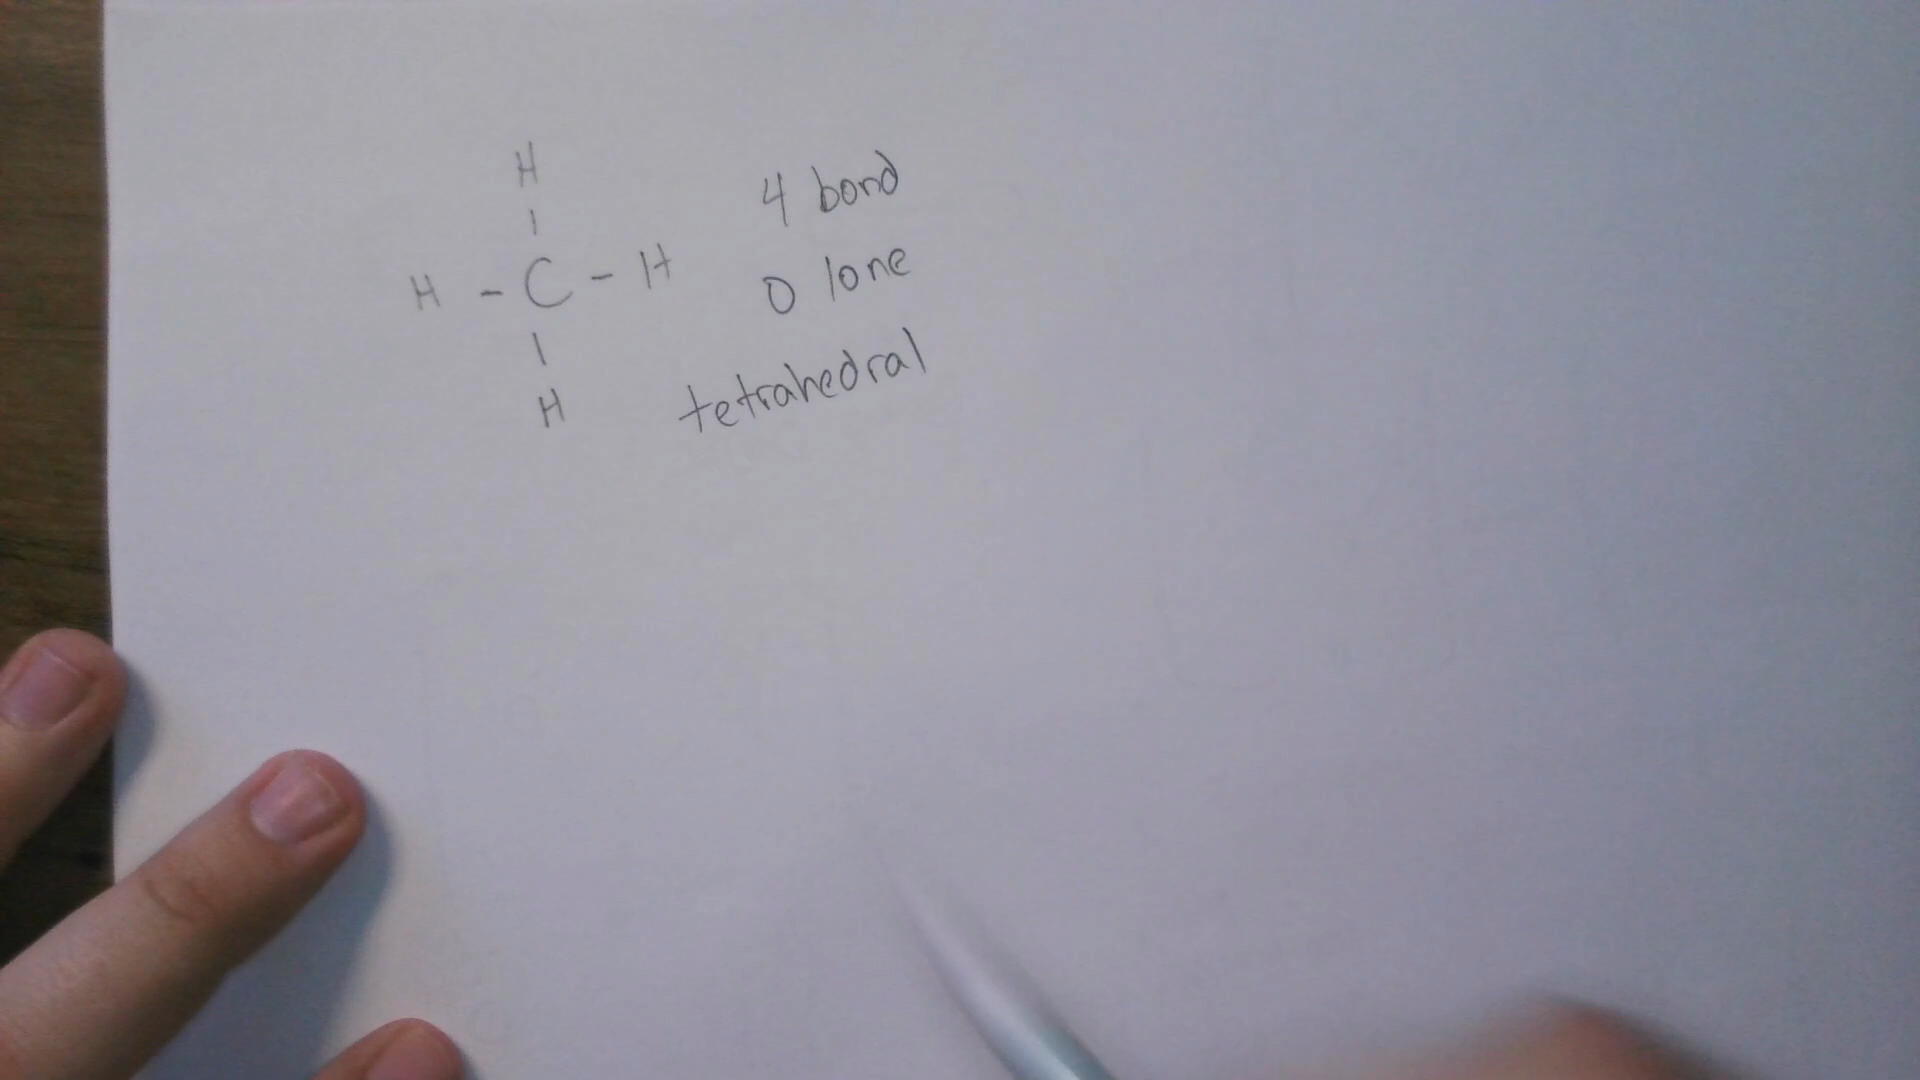 H
|
H - C - H
|
H
4 bond
0 lone
tetrahedral